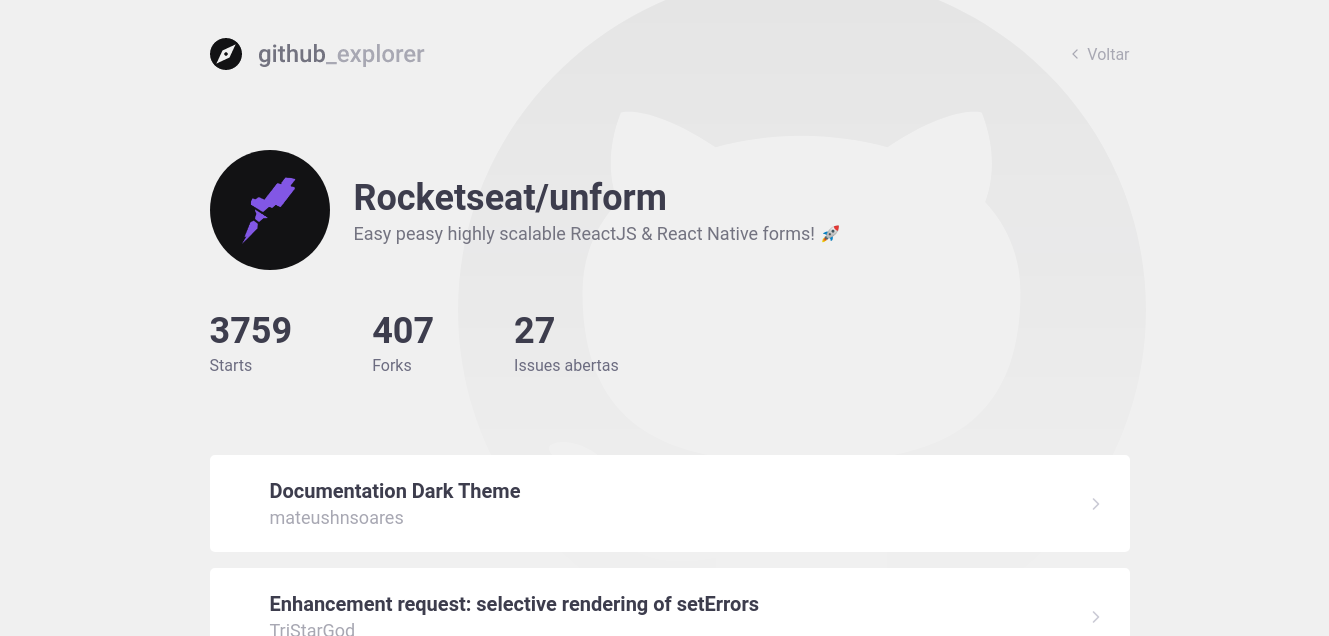 github_explorer
Voltar
Rocketseat/unform
Easy peasy highly scalable ReactJS & React Native forms! 🚀
3759
407
27
Starts
Forks
Issues abertas
Documentation Dark Theme
mateushnsoares
Enhancement request: selective rendering of setErrors
TriStarGod